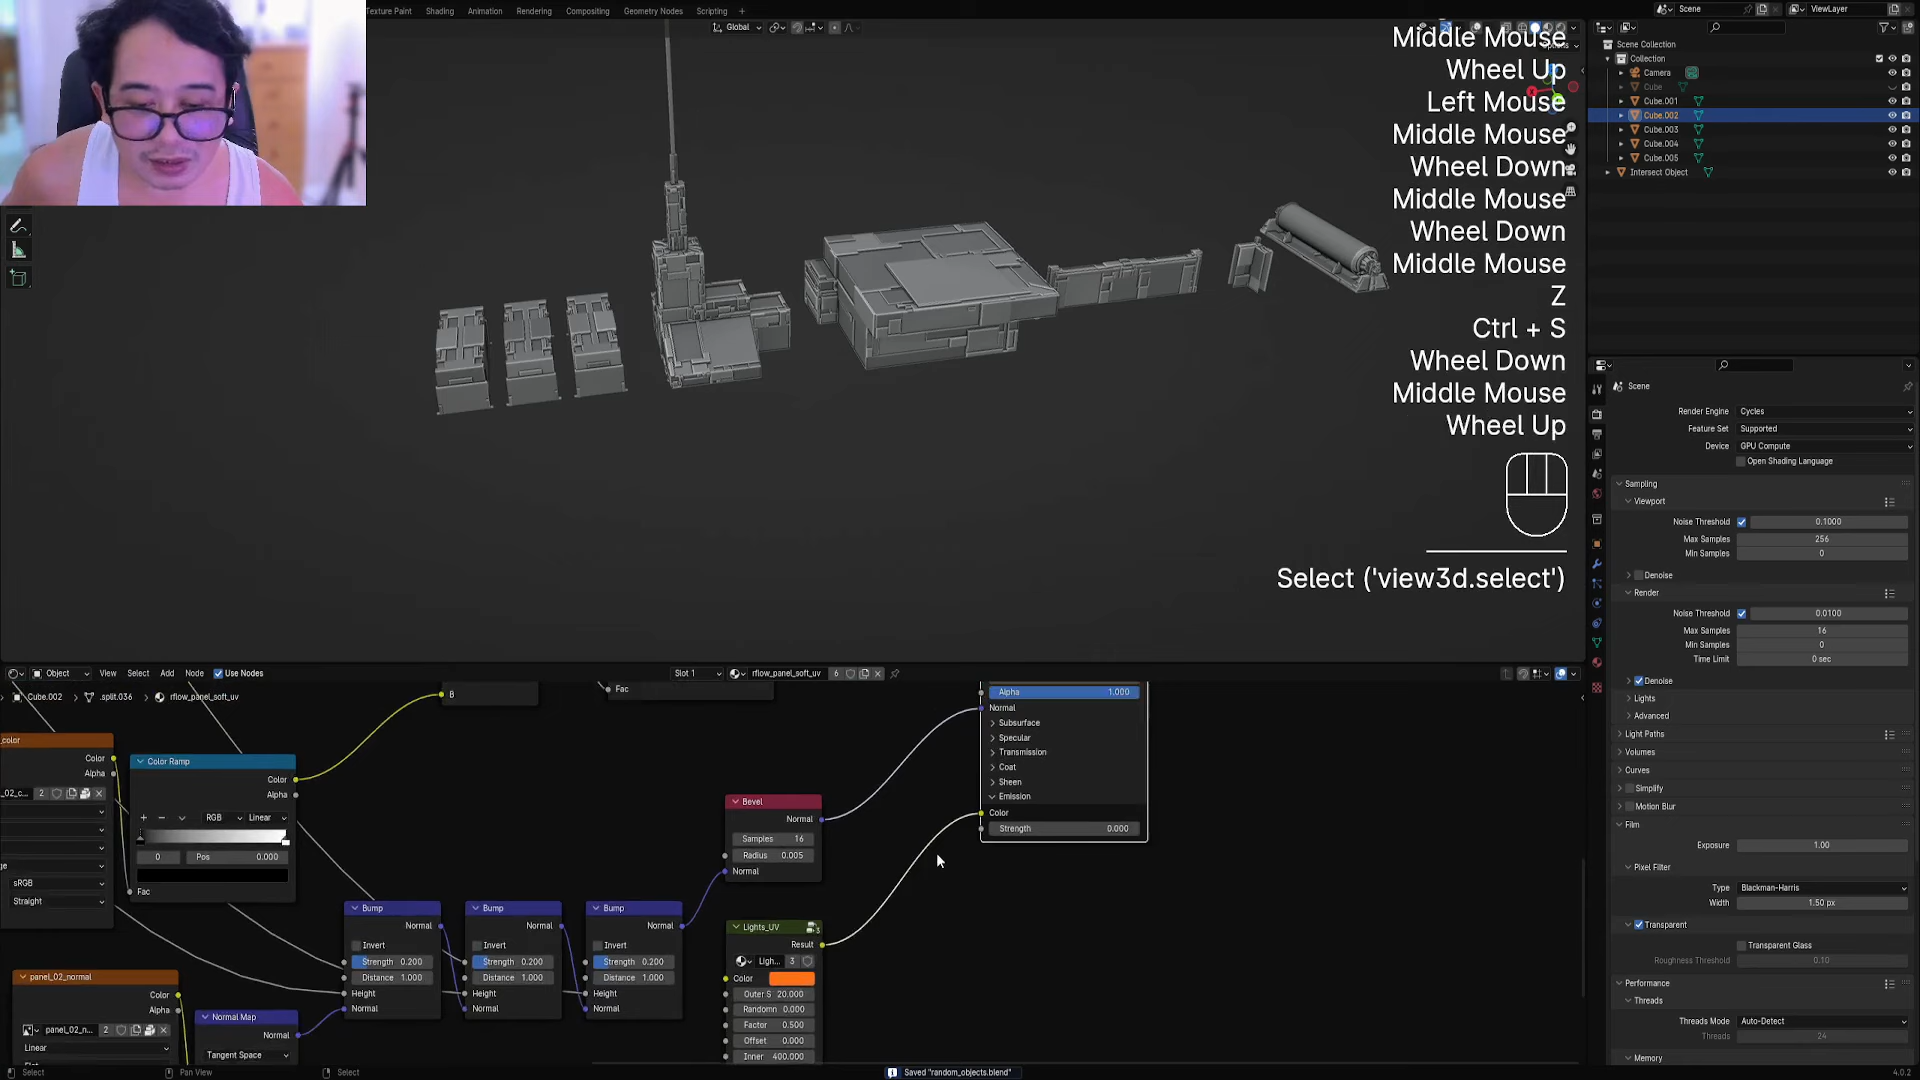 Texture Paint
Shading
Animation
Rendering
Compositing
Geometry Nodes
Scripting
+
Scene
ViewLayer
Global
Options
Middle Mouse
Wheel Up
Left Mouse
Middle Mouse
Wheel Down
Middle Mouse
Wheel Down
Middle Mouse
Z
Ctrl + S
Wheel Down
Middle Mouse
Wheel Up
Select ('view3d.select')
Scene Collection
Collection
Camera
Cube
Cube.001
Cube.002
Cube.003
Cube.004
Cube.005
Intersect Object
Scene
Render Engine Cycles
Feature Set Supported
Device GPU Compute
Open Shading Language
Sampling
Viewport
Noise Threshold 0.1000
Max Samples 256
Min Samples 0
Denoise
Render
Noise Threshold 0.0100
Max Samples 16
Min Samples 0
Time Limit 0 sec
Denoise
Lights
Advanced
Light Paths
Volumes
Curves
Simplify
Motion Blur
Film
Exposure 1.00
Pixel Filter
Type Blackman-Harris
Width 1.50 px
Transparent
Transparent Glass
Roughness Threshold 0.10
Performance
Threads
Threads Mode Auto-Detect
Threads 24
Memory
Object View Select Add Node Use Nodes Slot 1 rflow_panel_soft_uv 6
Cube.002 .split.036 rflow_panel_soft_uv
B
Fac
_color
Color
Alpha
_02_c... 2
sRGB
Straight
Color Ramp
Color
Alpha
+ − RGB Linear
0 Pos 0.000
Fac
panel_02_normal
Color
Alpha
panel_02_n... 2
Linear
Normal Map
Normal
Tangent Space
Bump
Normal
Invert
Strength 0.200
Distance 1.000
Height
Normal
Bump
Normal
Invert
Strength 0.200
Distance 1.000
Height
Normal
Bump
Normal
Invert
Strength 0.200
Distance 1.000
Height
Normal
Bevel
Normal
Samples 16
Radius 0.005
Normal
Lights_UV
Result
Ligh... 3
Color
Outer S 20.000
Randomn 0.000
Factor 0.500
Offset 0.000
Inner 400.000
Alpha 1.000
Normal
Subsurface
Specular
Transmission
Coat
Sheen
Emission
Color
Strength 0.000
Select
Pan View
Select
Saved "random_objects.blend"
4.0.2